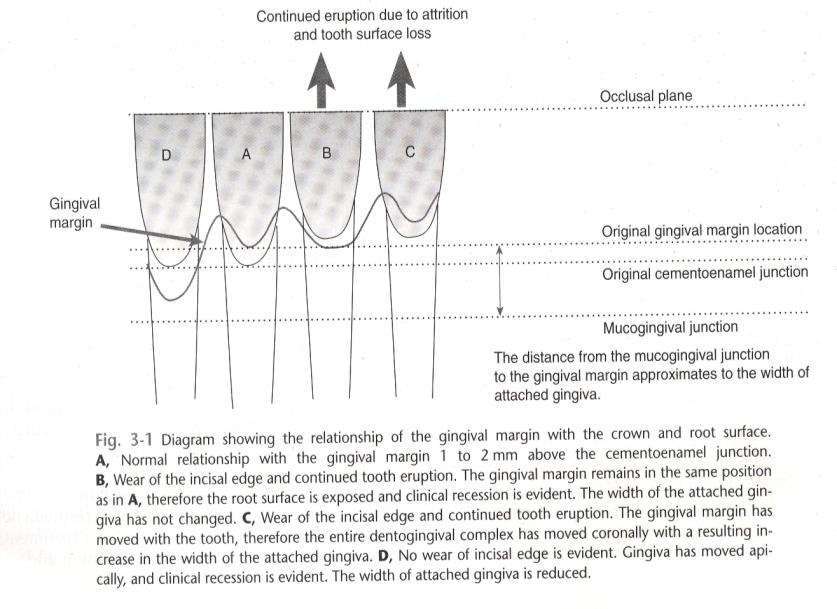 Continued eruption due to attrition
and tooth surface loss
Occlusal plane
D
A
B
C
Gingival
margin
Original gingival margin location
Original cementoenamel junction
Mucogingival junction
The distance from the mucogingival junction
to the gingival margin approximates to the width of
attached gingiva.
Fig. 3-1 Diagram showing the relationship of the gingival margin with the crown and root surface.
A, Normal relationship with the gingival margin 1 to 2 mm above the cementoenamel junction.
B, Wear of the incisal edge and continued tooth eruption. The gingival margin remains in the same position
as in A, therefore the root surface is exposed and clinical recession is evident. The width of the attached gin-
giva has not changed. C, Wear of the incisal edge and continued tooth eruption. The gingival margin has
moved with the tooth, therefore the entire dentogingival complex has moved coronally with a resulting in-
crease in the width of the attached gingiva. D, No wear of incisal edge is evident. Gingiva has moved api-
cally, and clinical recession is evident. The width of attached gingiva is reduced.